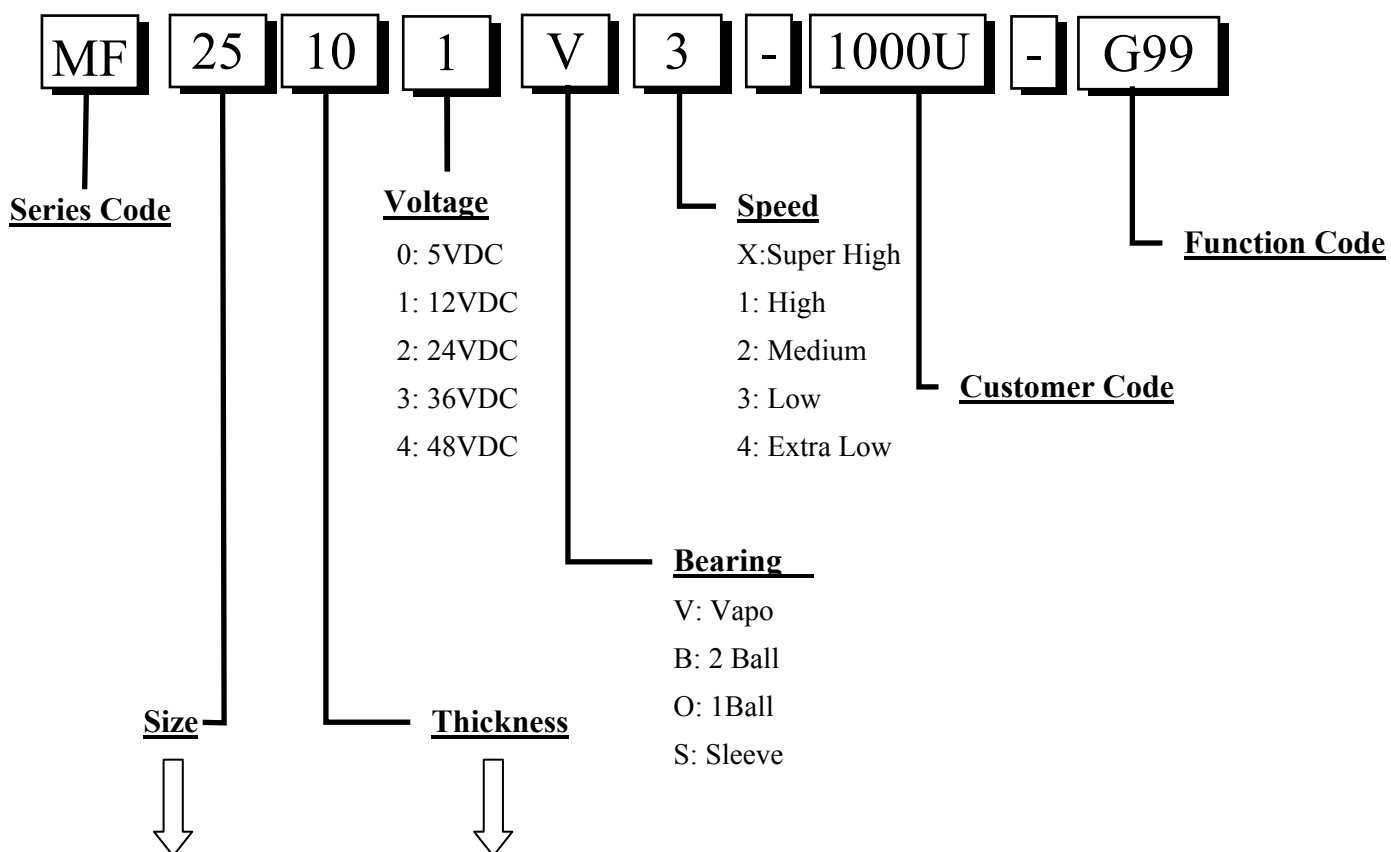 MF 25 10 1 V 3 - 1000U - G99
Series Code
Voltage
0: 5VDC
1: 12VDC
2: 24VDC
3: 36VDC
4: 48VDC
Speed
X:Super High
1: High
2: Medium
3: Low
4: Extra Low
Function Code
Customer Code
Bearing
V: Vapo
B: 2 Ball
O: 1Ball
S: Sleeve
Size
Thickness